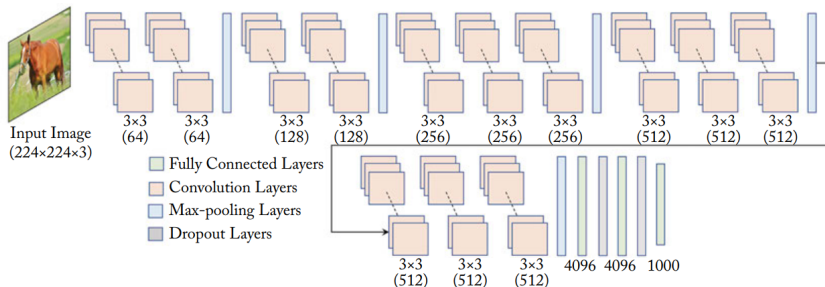 3×3 3×3 3×3 3×3 3×3 3×3 3×3 3×3 3×3 3×3
Input Image (64) (64) (128) (128) (256) (256) (256) (512) (512) (512)
(224×224×3)
Fully Connected Layers
Convolution Layers
Max-pooling Layers
Dropout Layers
3×3 3×3 3×3 4096 4096 1000
(512) (512) (512)